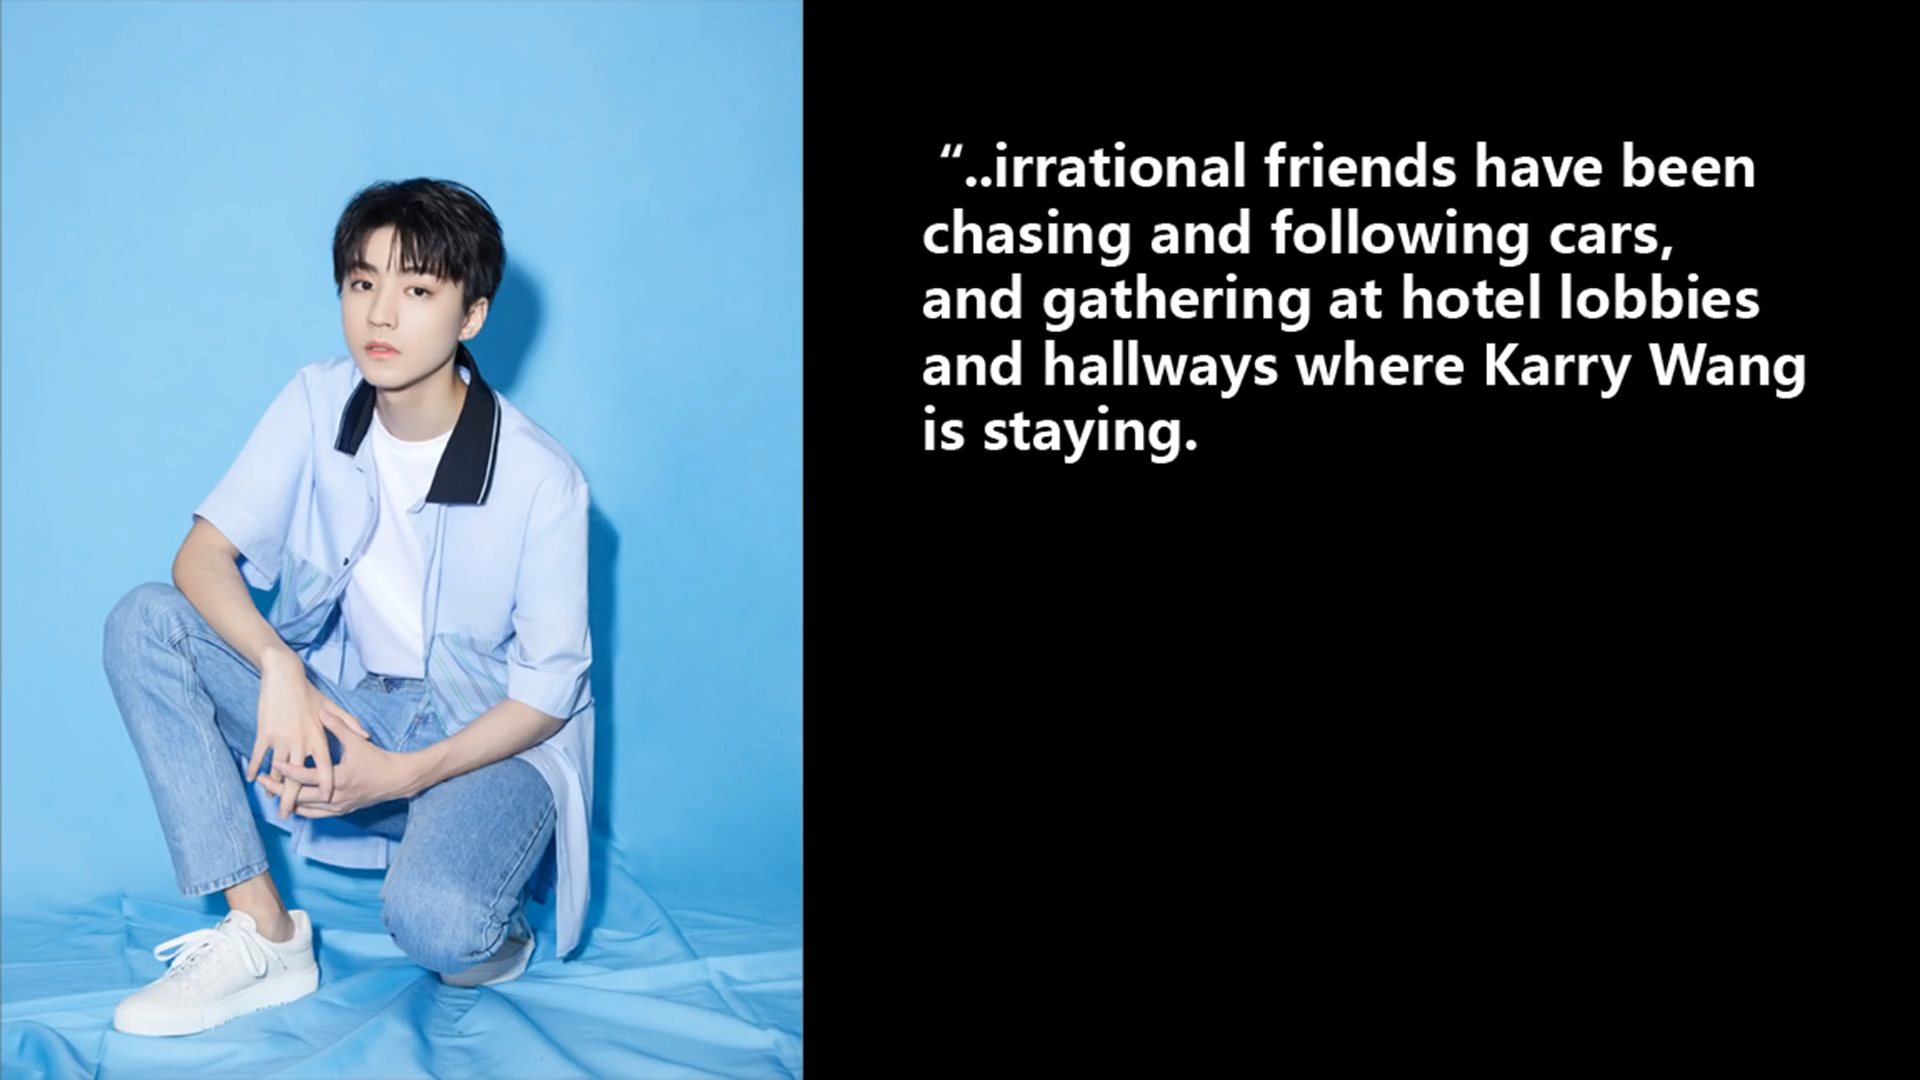 “..irrational friends have been
chasing and following cars,
and gathering at hotel lobbies
and hallways where Karry Wang
is staying.